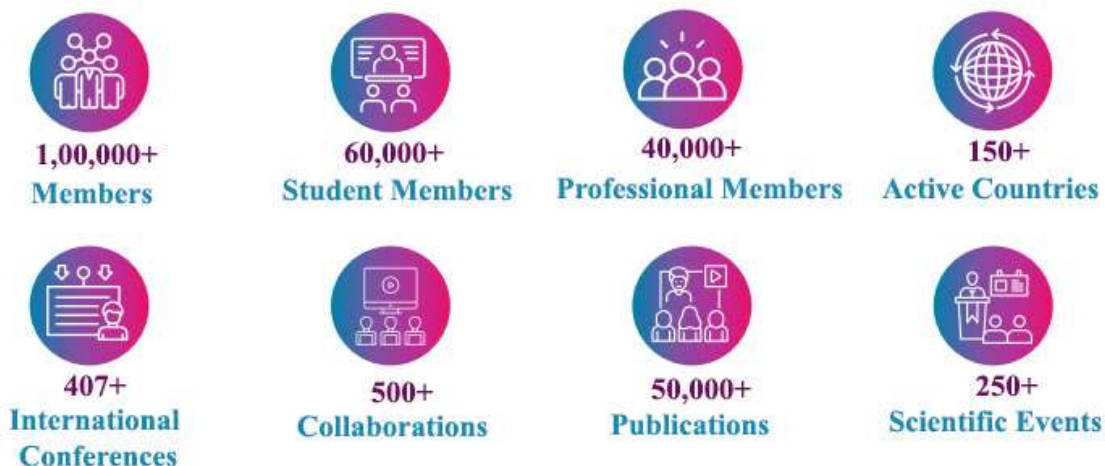 1,00,000+
Members
60,000+
Student Members
40,000+
Professional Members
150+
Active Countries
407+
International
Conferences
500+
Collaborations
50,000+
Publications
250+
Scientific Events